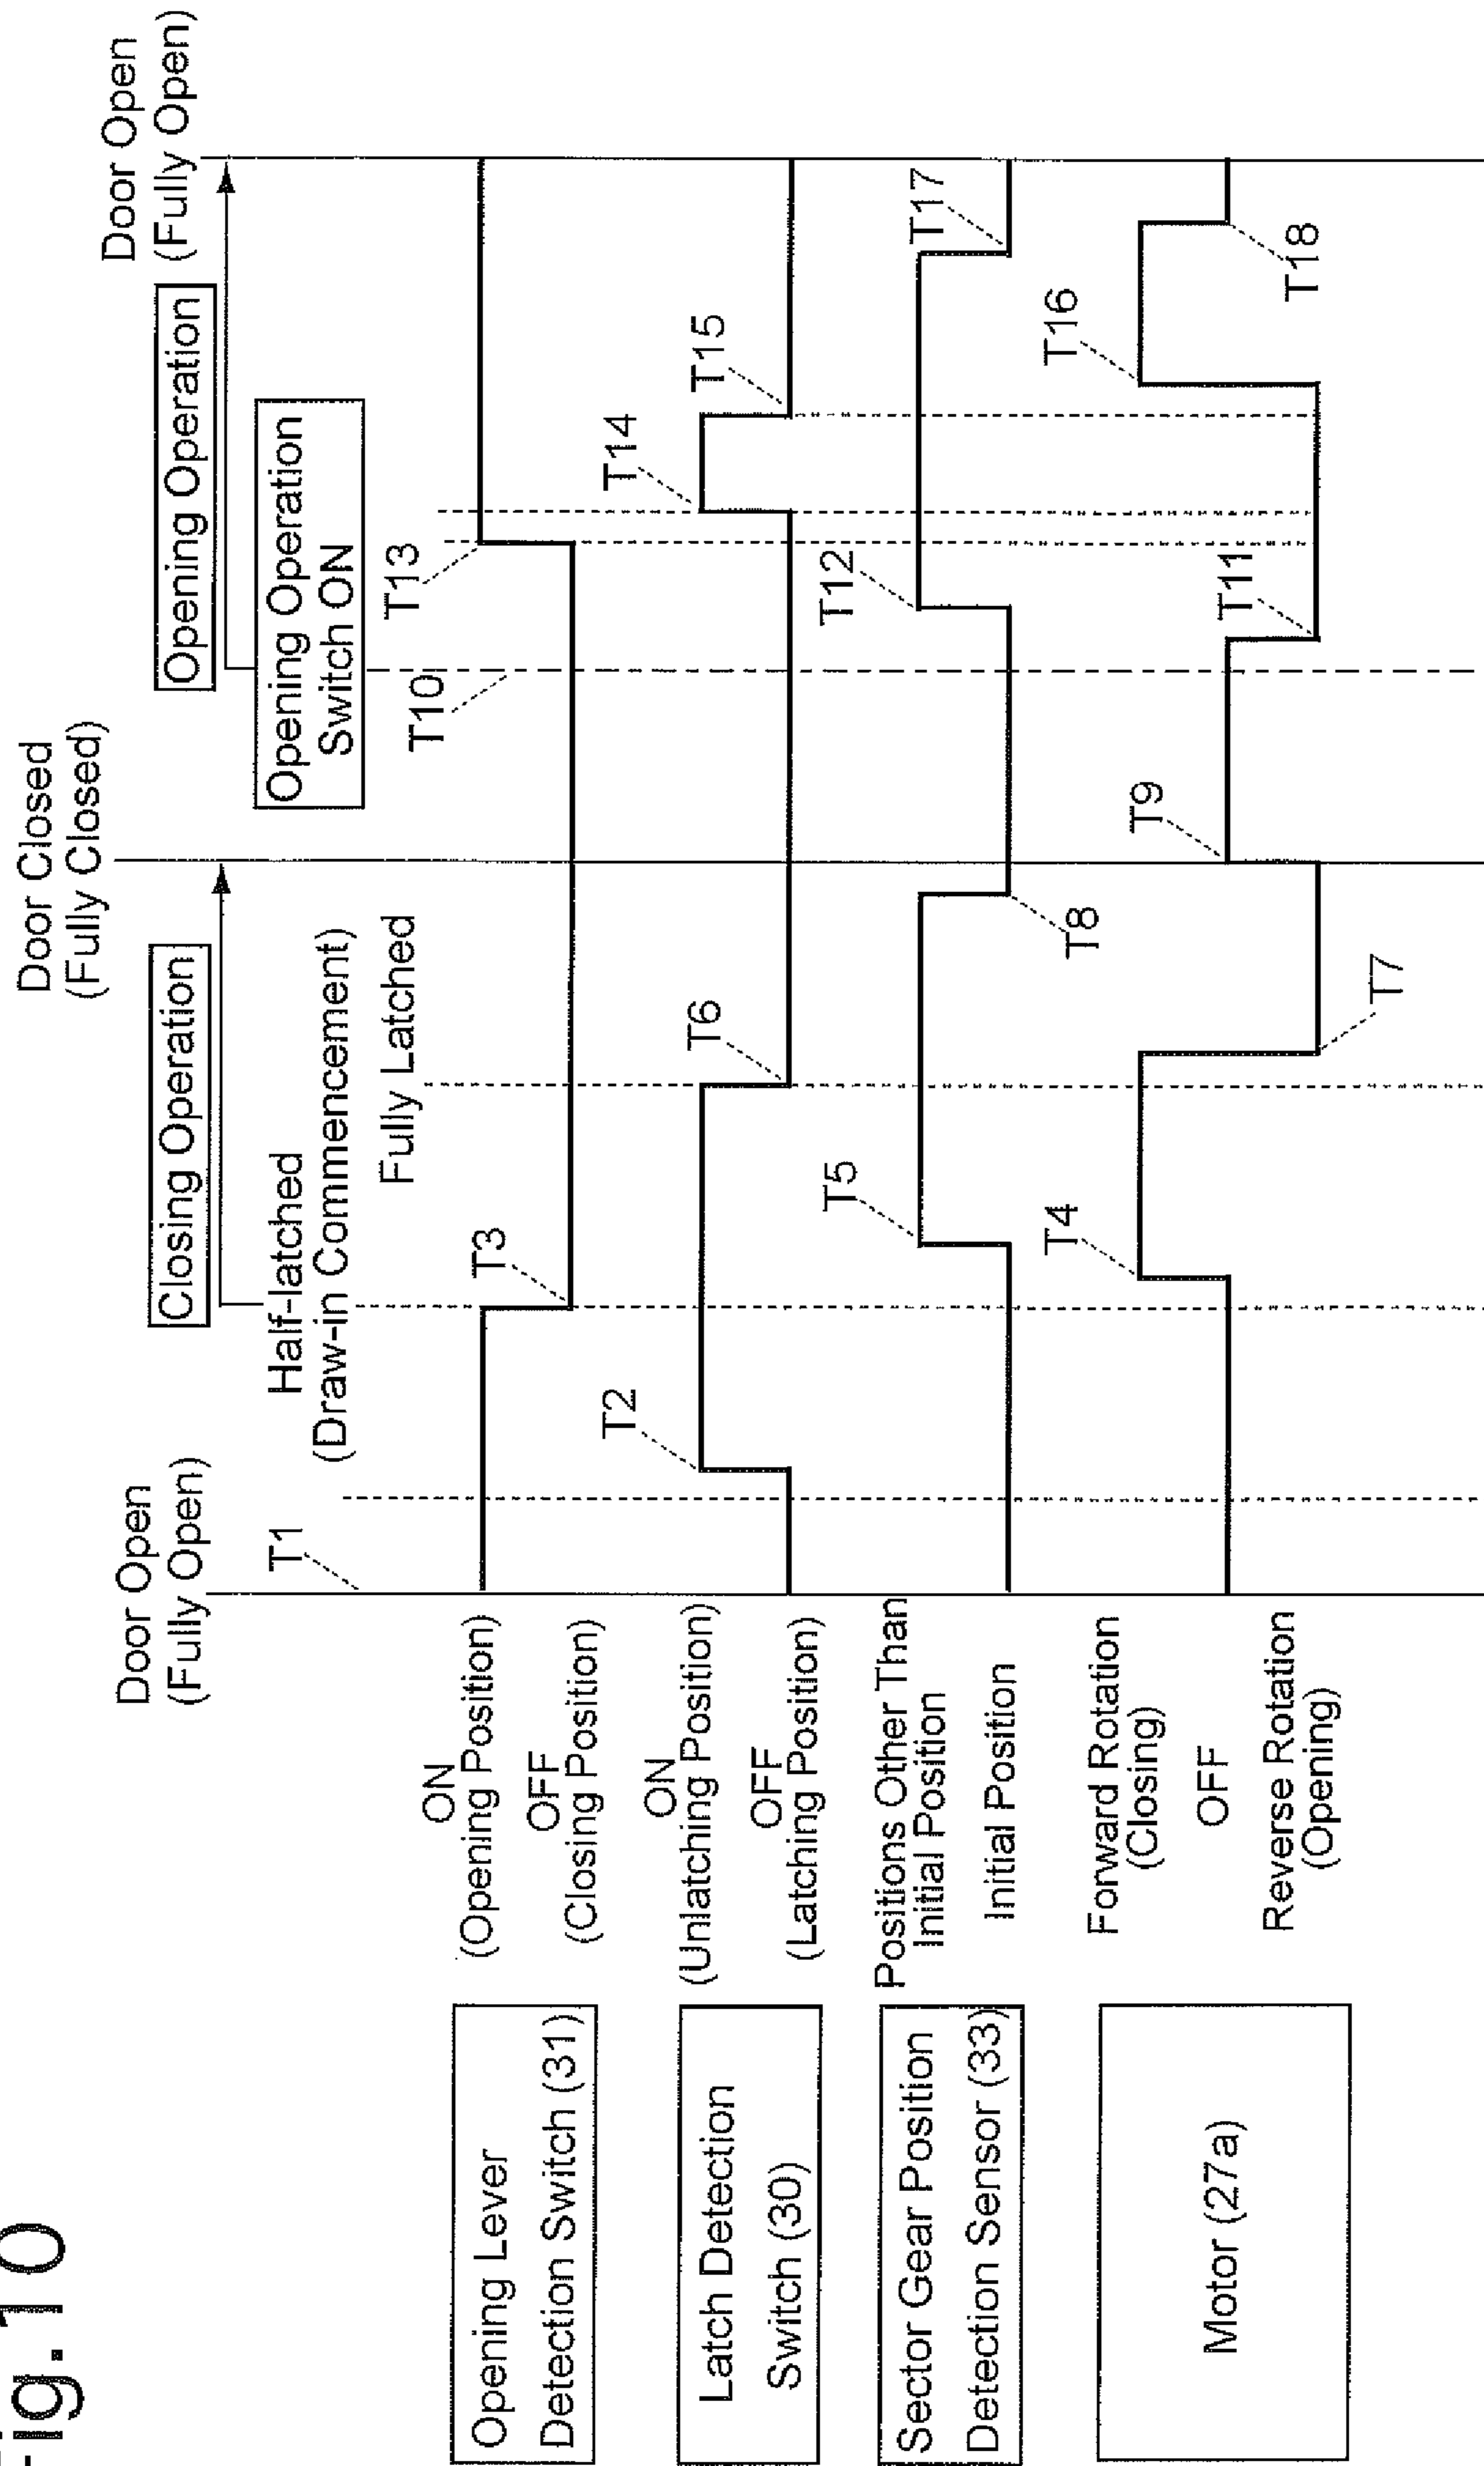 Fig.10
Door Open
(Fully Open)
Door Closed
(Fully Closed)
Door Open
(Fully Open)
Closing Operation
Opening Operation
T1
Half-latched
(Draw-in Commencement)
Fully Latched
Opening Operation
Switch ON
Opening Lever
Detection Switch (31)
ON
(Opening Position)
OFF
(Closing Position)
T3
T10
T13
Latch Detection
Switch (30)
ON
(Unlatching Position)
OFF
(Latching Position)
T2
T6
T14
T15
Sector Gear Position
Detection Sensor (33)
Positions Other Than
Initial Position
Initial Position
T5
T8
T12
T17
Motor (27a)
Forward Rotation
(Closing)
OFF
Reverse Rotation
(Opening)
T4
T7
T9
T11
T16
T18